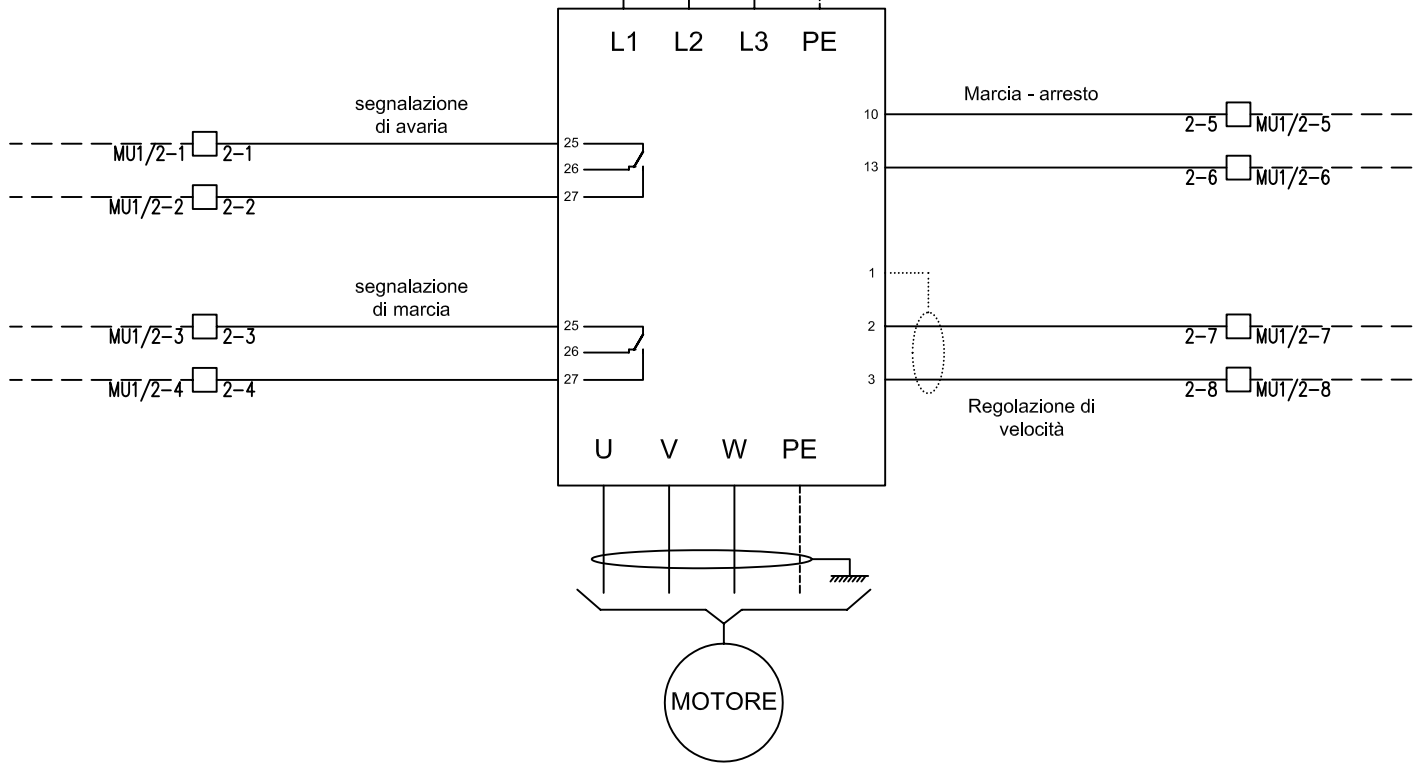 L1 L2 L3 PE
segnalazione
di avaria
MU1/2-1 2-1
MU1/2-2 2-2
25
26
27
segnalazione
di marcia
MU1/2-3 2-3
MU1/2-4 2-4
25
26
27
Marcia - arresto
10
2-5 MU1/2-5
13
2-6 MU1/2-6
1
2
2-7 MU1/2-7
3
2-8 MU1/2-8
Regolazione di
velocità
U V W PE
MOTORE